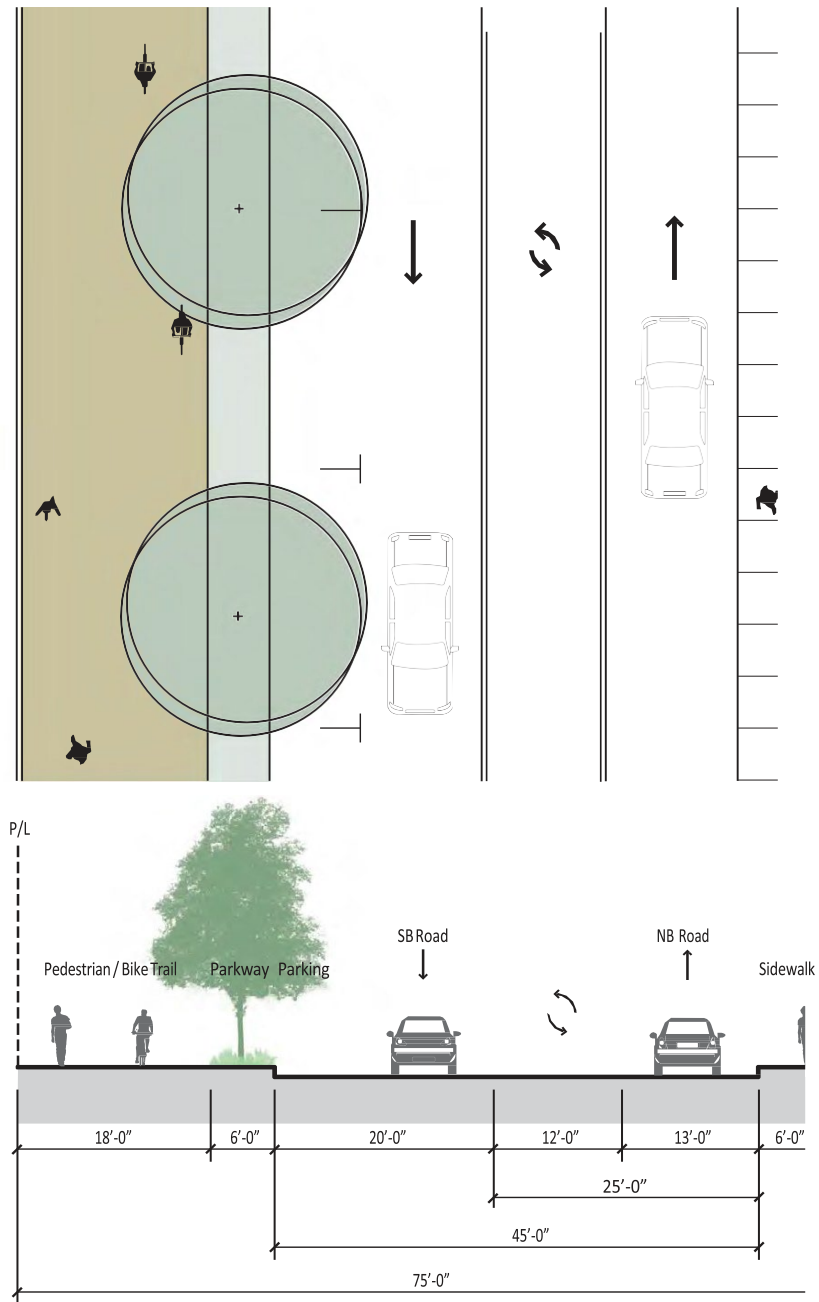 P/L
SB Road
NB Road
Pedestrian / Bike Trail
Parkway
Parking
Sidewalk
18’-0”
6’-0”
20’-0”
12’-0”
13’-0”
6’-0”
25’-0”
45’-0”
75’-0”